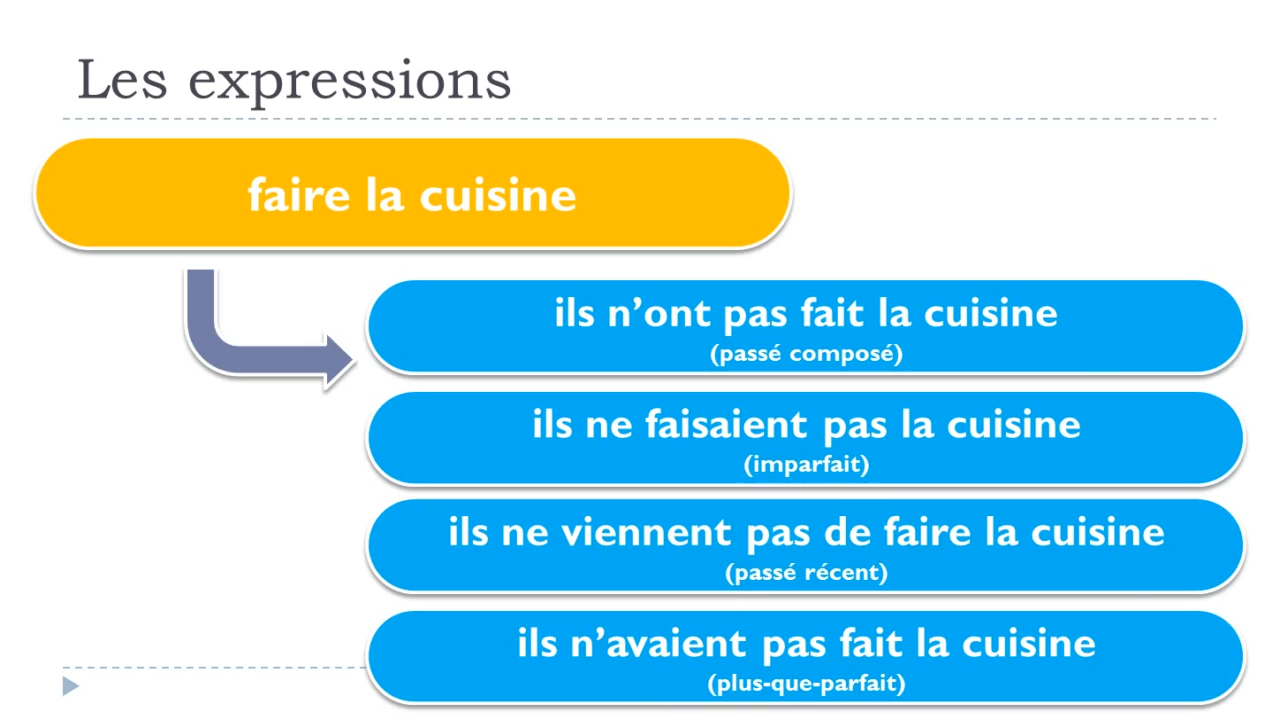 Les expressions
faire la cuisine
ils n’ont pas fait la cuisine
(passé composé)
ils ne faisaient pas la cuisine
(imparfait)
ils ne viennent pas de faire la cuisine
(passé récent)
ils n’avaient pas fait la cuisine
(plus-que-parfait)